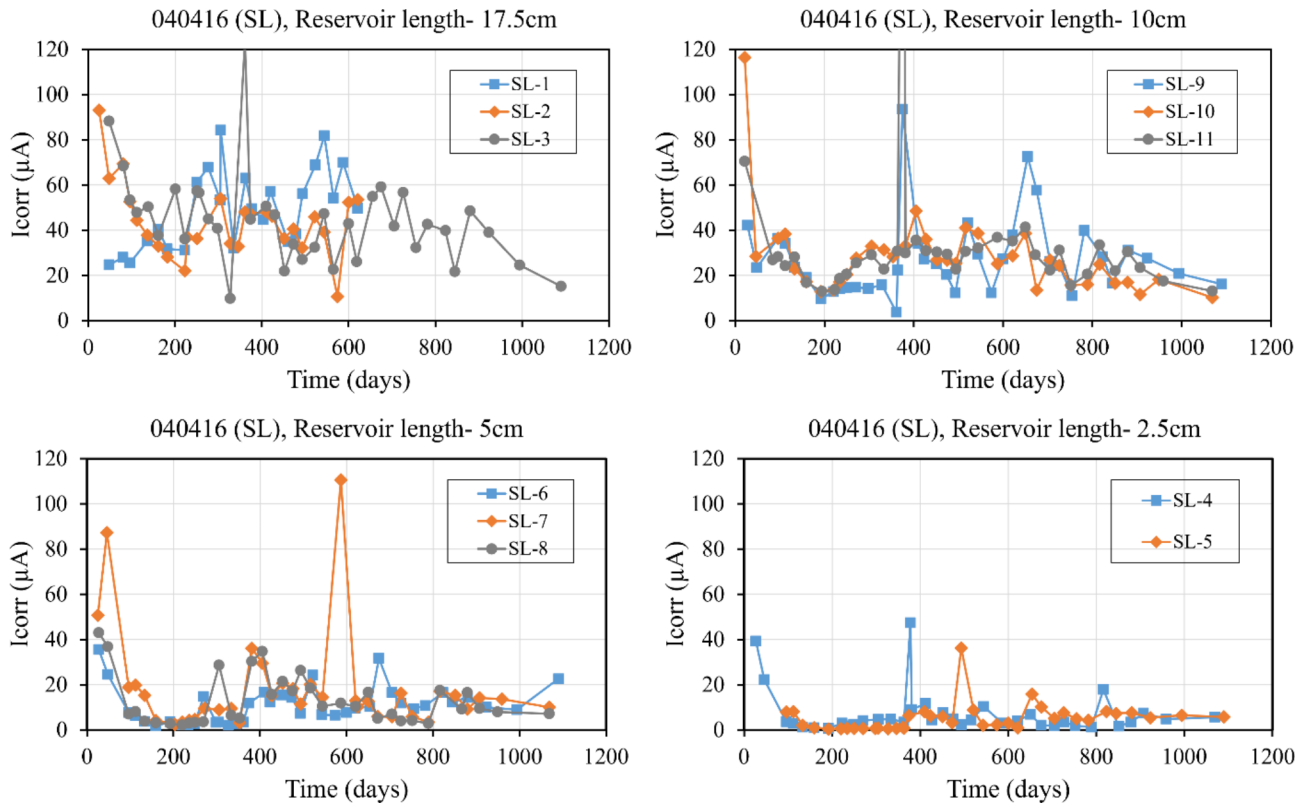 040416 (SL), Reservoir length- 17.5cm
120
100
80
60
40
20
0
Icorr (µA)
SL-1
SL-2
SL-3
0 200 400 600 800 1000 1200
Time (days)
040416 (SL), Reservoir length- 10cm
120
100
80
60
40
20
0
Icorr (µA)
SL-9
SL-10
SL-11
0 200 400 600 800 1000 1200
Time (days)
040416 (SL), Reservoir length- 5cm
120
100
80
60
40
20
0
Icorr (µA)
SL-6
SL-7
SL-8
0 200 400 600 800 1000 1200
Time (days)
040416 (SL), Reservoir length- 2.5cm
120
100
80
60
40
20
0
Icorr (µA)
SL-4
SL-5
0 200 400 600 800 1000 1200
Time (days)